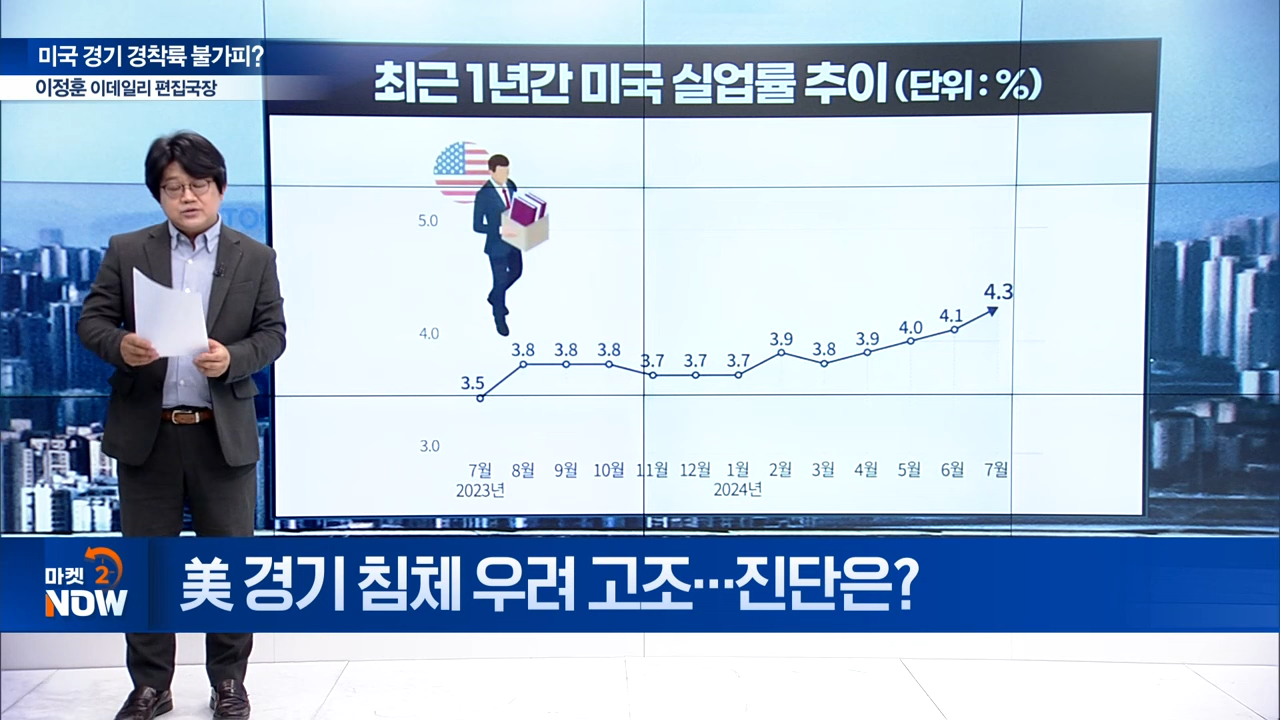 미국 경기 경착륙 불가피?
이정훈 이데일리 편집국장
최근 1년간 미국 실업률 추이 (단위 : %)
5.0
4.0
3.0
3.5
3.8
3.8
3.8
3.7
3.7
3.7
3.9
3.8
3.9
4.0
4.1
4.3
7월 8월 9월 10월 11월 12월 1월 2월 3월 4월 5월 6월 7월
2023년 2024년
마켓 2
NOW
美 경기 침체 우려 고조…진단은?